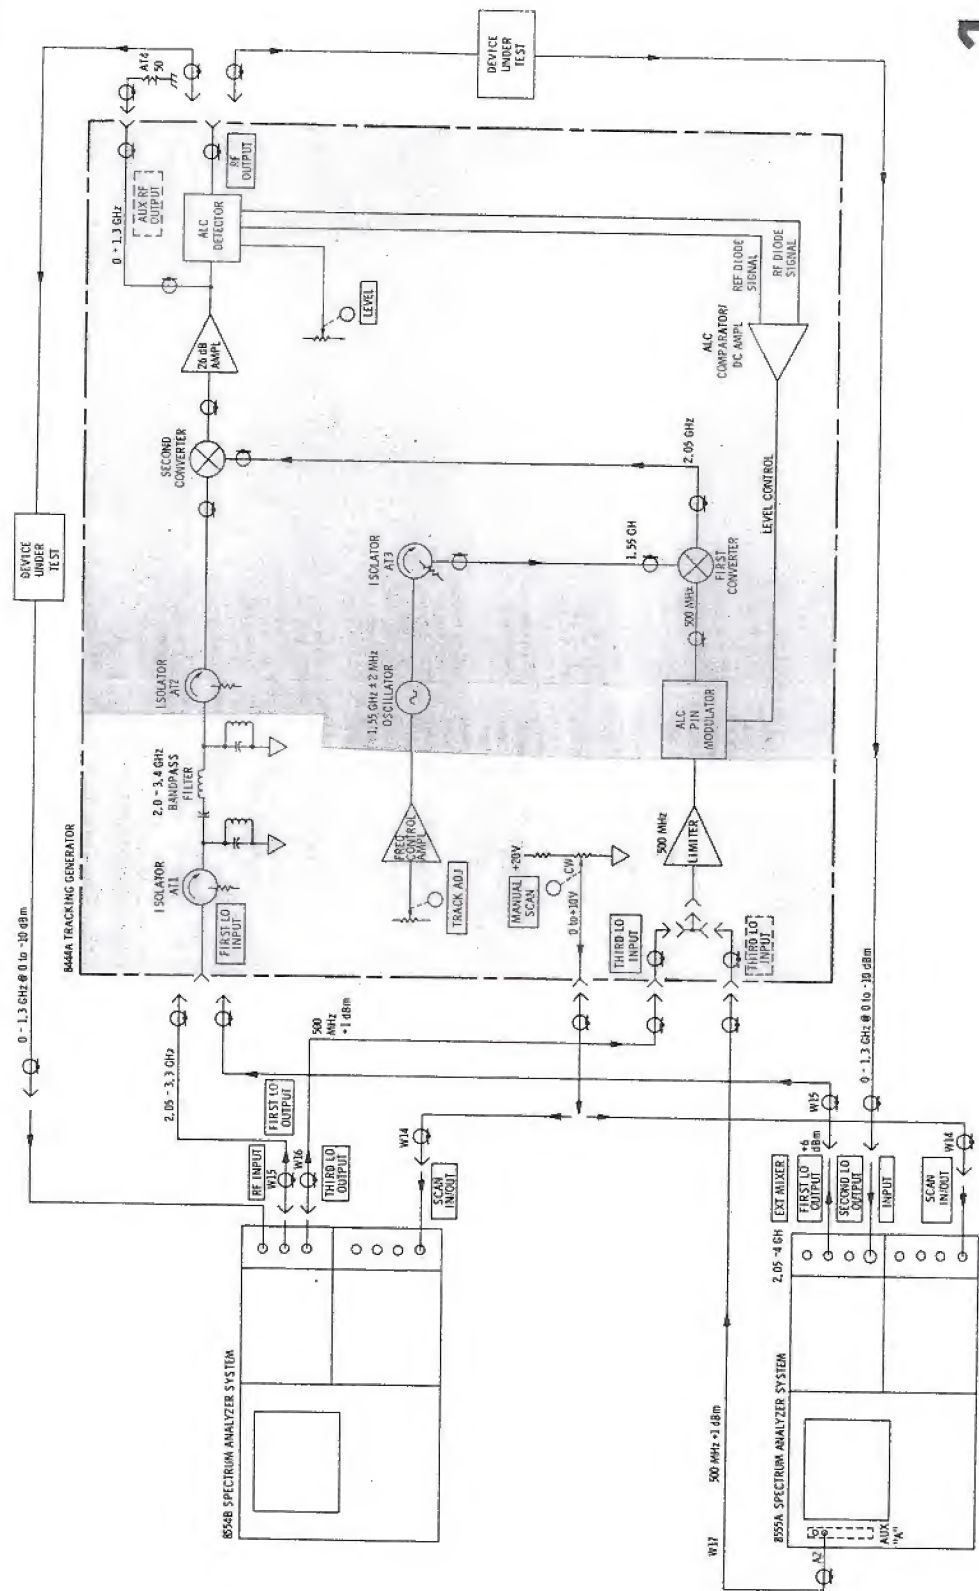 0 - 1.3 GHz @ 0 to -10 dBm
DEVICE
UNDER
TEST
8444A TRACKING GENERATOR
ISOLATOR
AT1
2.0 - 3.4 GHz
BANDPASS
FILTER
ISOLATOR
AT2
SECOND
CONVERTER
26 dB
AMPL
0 - 1.3 GHz
AUX RF
OUTPUT
ALC
DETECTOR
RF
OUTPUT
AT4
50
FIRST LO
INPUT
LEVEL
DEVICE
UNDER
TEST
TRACK ADJ
FREQ
CONTROL
AMPL
1.55 GHz ± 2 MHz
OSCILLATOR
ISOLATOR
AT3
1.55 GH
2.05 GHz
MANUAL
SCAN
+20V
CW
0 to +10V
THIRD LO
INPUT
THIRD LO
INPUT
500 MHz
LIMITER
ALC
PIN
MODULATOR
500 MHz
FIRST
CONVERTER
LEVEL CONTROL
ALC
COMPARATOR/
DC AMPL
REF DIODE
SIGNAL
RF DIODE
SIGNAL
2.05 - 3.3 GHz
500
MHz
+1 dBm
RF INPUT
W15
FIRST LO
OUTPUT
W16
THIRD LO
OUTPUT
W14
SCAN
IN/OUT
8554B SPECTRUM ANALYZER SYSTEM
0 - 1.3 GHz @ 0 to -10 dBm
W15
+6
dBm
W14
2.05 -4 GH
EXT MIXER
FIRST LO
OUTPUT
SECOND LO
OUTPUT
INPUT
SCAN
IN/OUT
W17
500 MHz +1 dBm
8555A SPECTRUM ANALYZER SYSTEM
A2
AUX
"A"